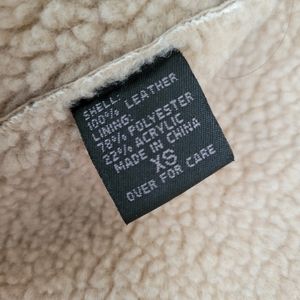 SHELL:
100% LEATHER
LINING:
78% POLYESTER
22% ACRYLIC
MADE IN CHINA
XS
OVER FOR CARE